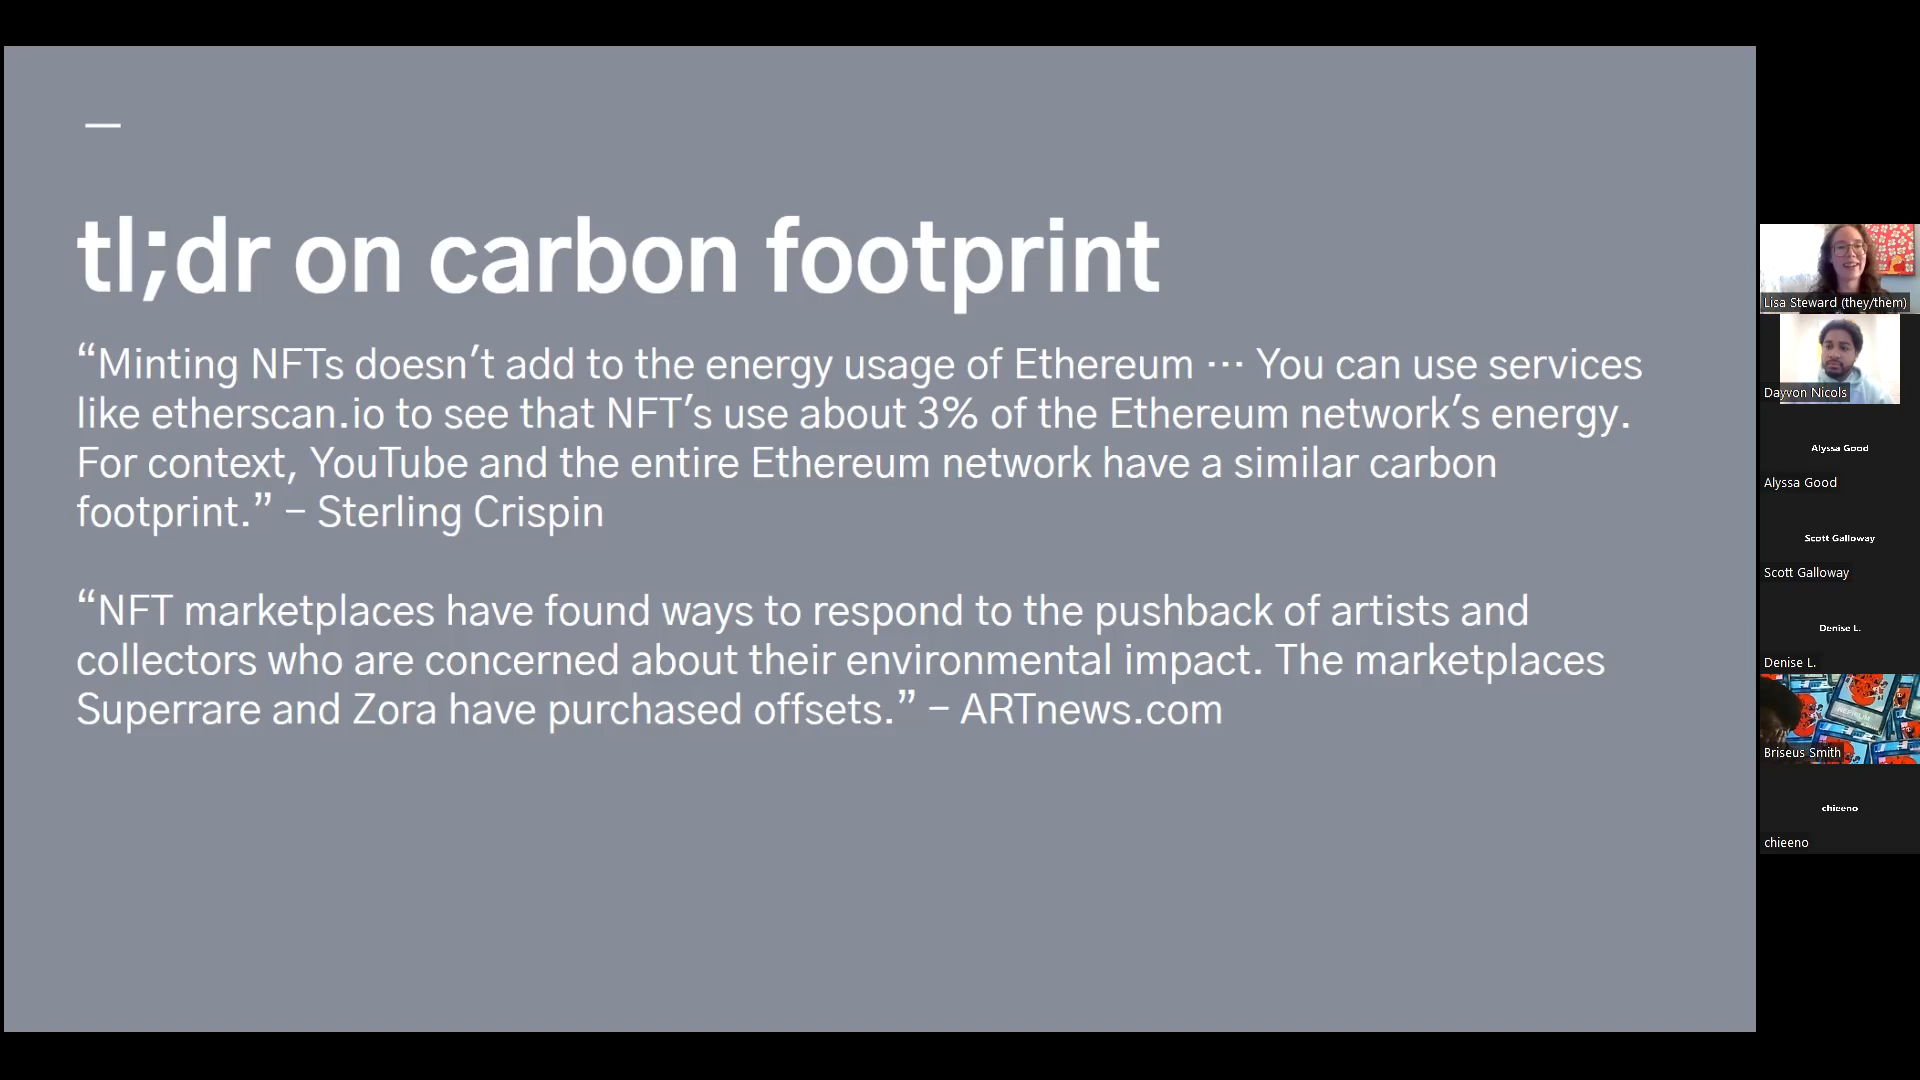 tl;dr on carbon footprint
“Minting NFTs doesn’t add to the energy usage of Ethereum ··· You can use services
like etherscan.io to see that NFT’s use about 3% of the Ethereum network’s energy.
For context, YouTube and the entire Ethereum network have a similar carbon
footprint.” – Sterling Crispin
“NFT marketplaces have found ways to respond to the pushback of artists and
collectors who are concerned about their environmental impact. The marketplaces
Superrare and Zora have purchased offsets.” – ARTnews.com
Lisa Steward (they/them)
Dayvon Nicols
Alyssa Good
Alyssa Good
Scott Galloway
Scott Galloway
Denise L.
Denise L.
Briseus Smith
chieeno
chieeno